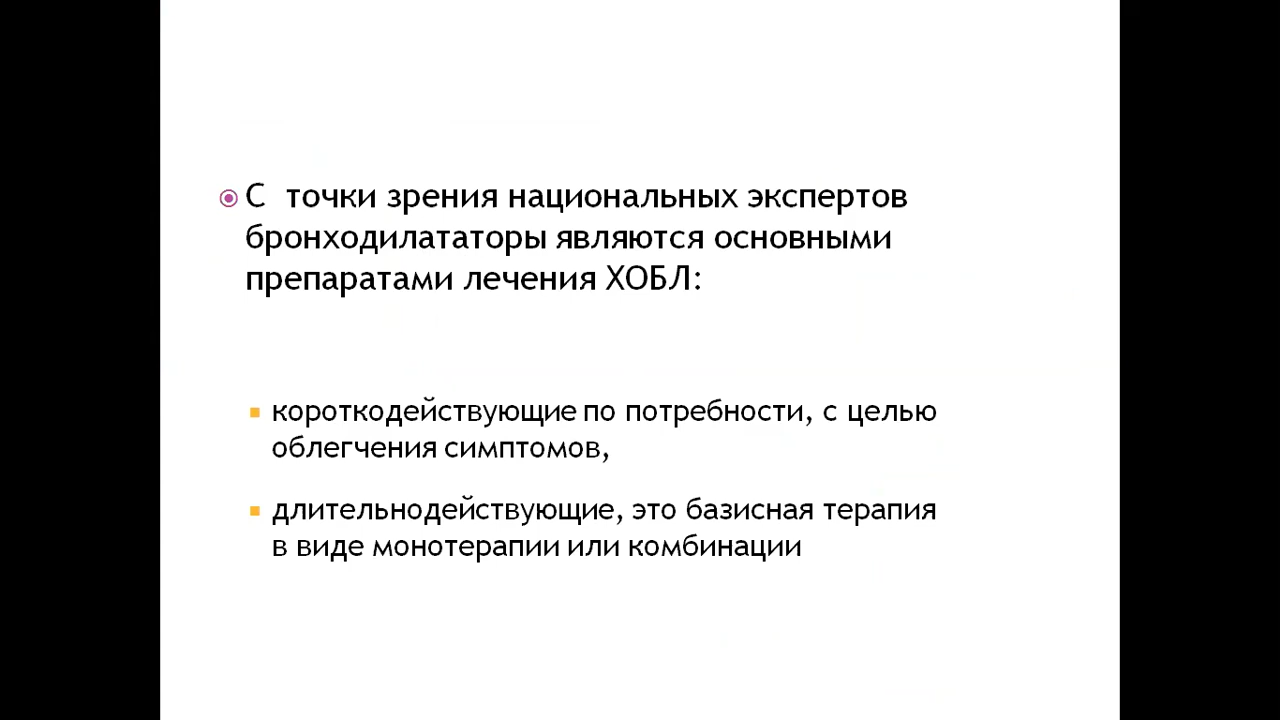 С точки зрения национальных экспертов
бронходилататоры являются основными
препаратами лечения ХОБЛ:
короткодействующие по потребности, с целью
облегчения симптомов,
длительнодействующие, это базисная терапия
в виде монотерапии или комбинации